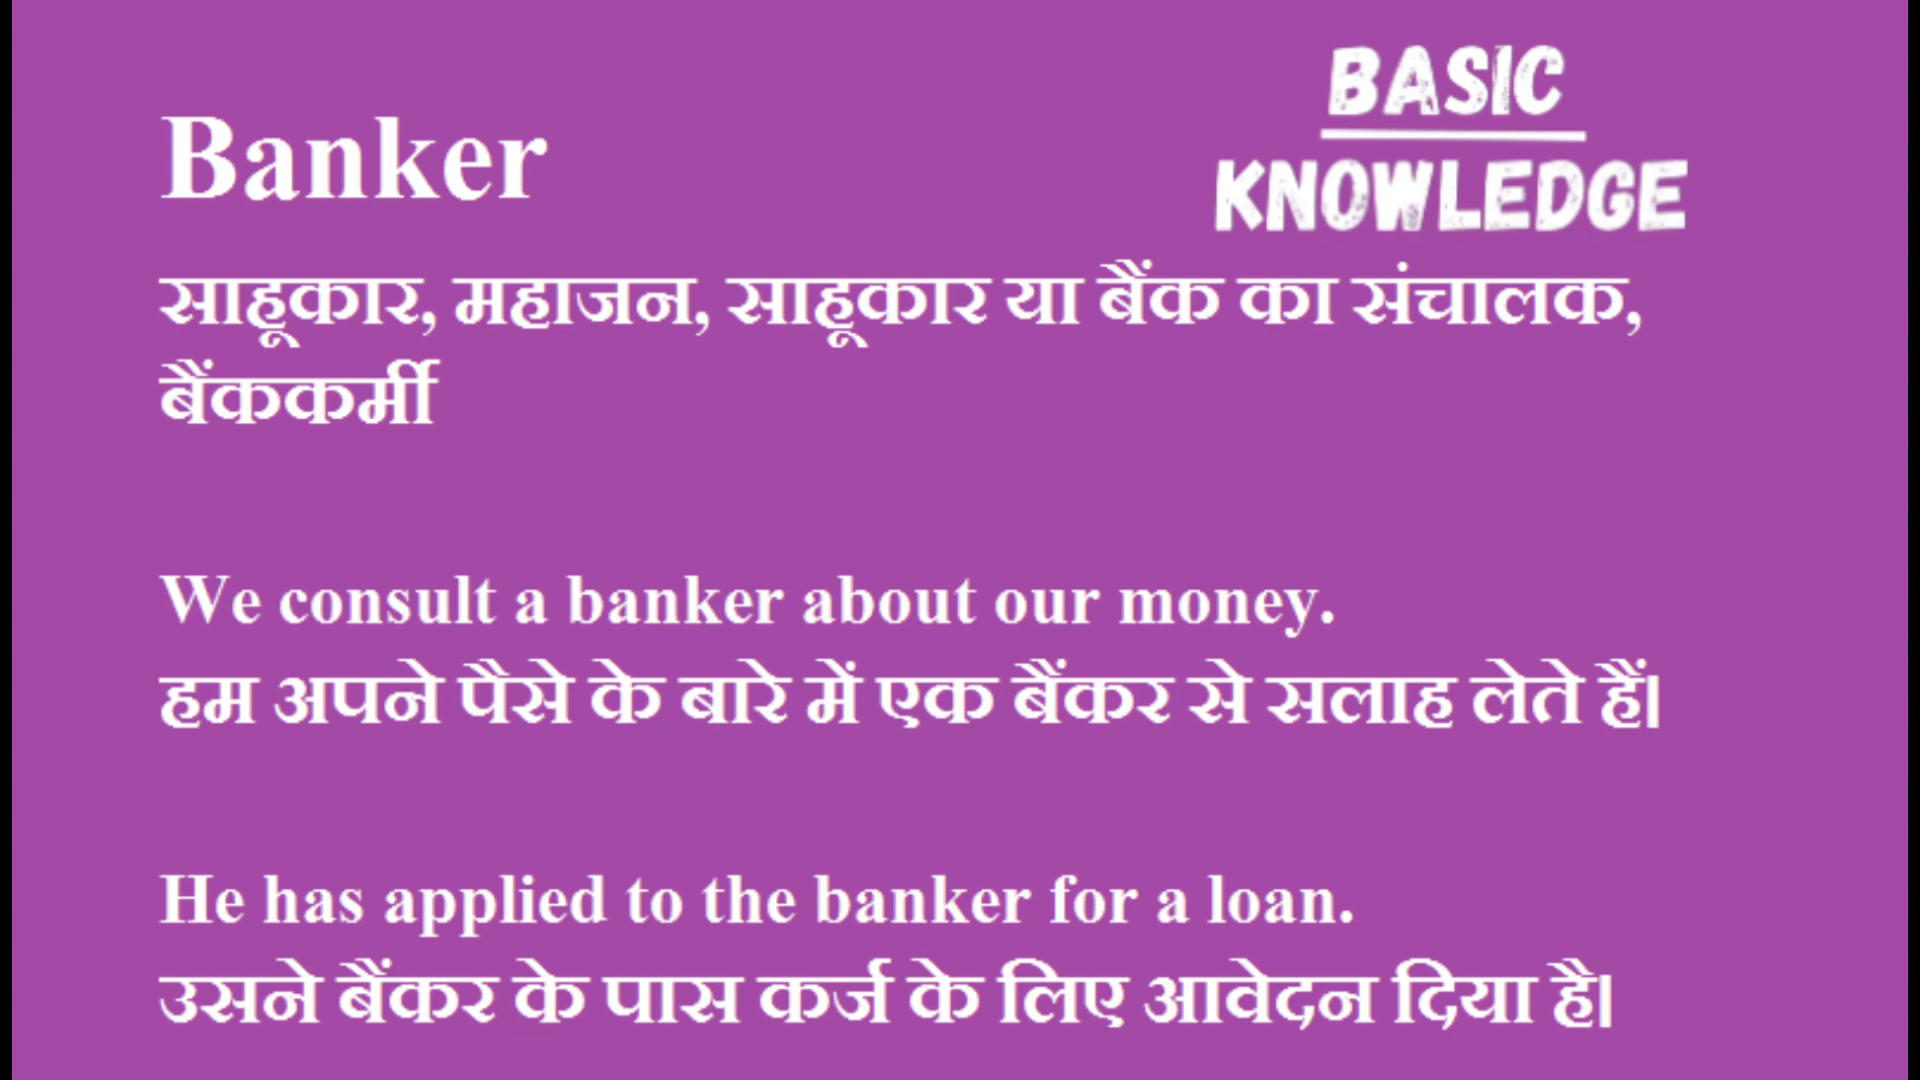 BASIC
KNOWLEDGE
Banker
साहूकार, महाजन, साहूकार या बैंक का संचालक,
बैंककर्मी
We consult a banker about our money.
हम अपने पैसे के बारे में एक बैंकर से सलाह लेते हैं।
He has applied to the banker for a loan.
उसने बैंकर के पास कर्ज के लिए आवेदन दिया है।